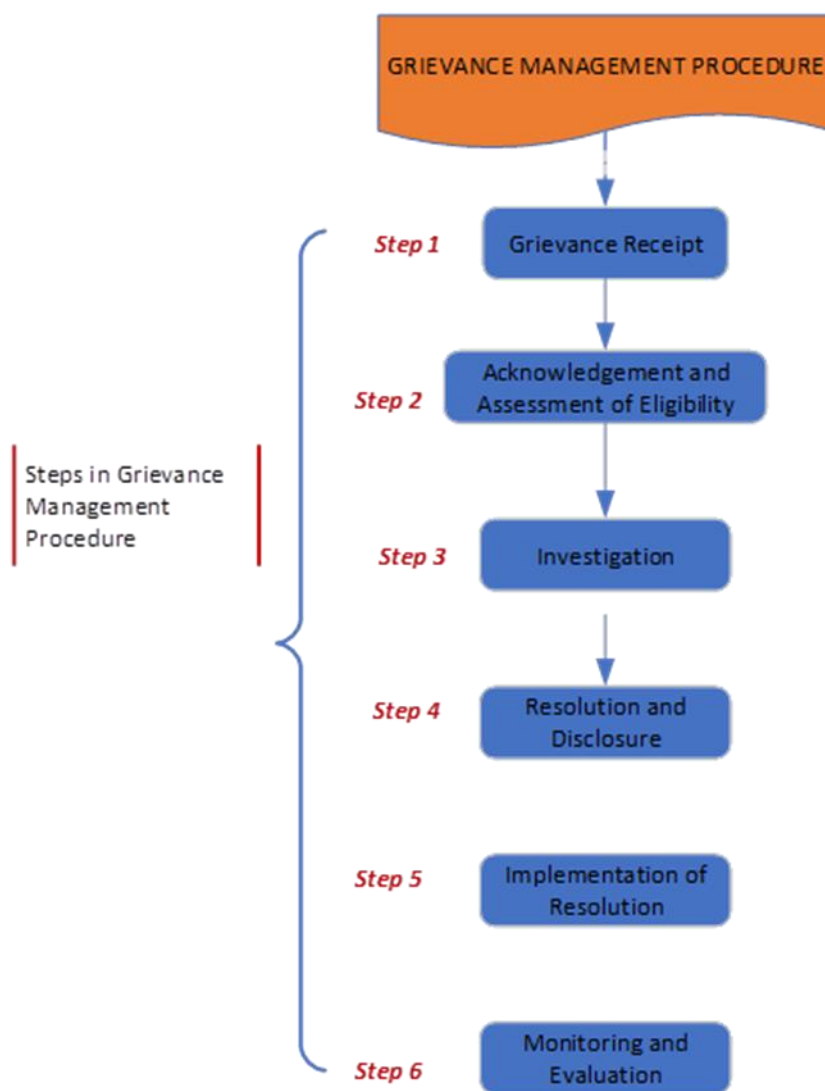 GRIEVANCE MANAGEMENT PROCEDURE
Step 1
Grievance Receipt
Step 2
Acknowledgement and
Assessment of Eligibility
Steps in Grievance
Management
Procedure
Step 3
Investigation
Step 4
Resolution and
Disclosure
Step 5
Implementation of
Resolution
Step 6
Monitoring and
Evaluation